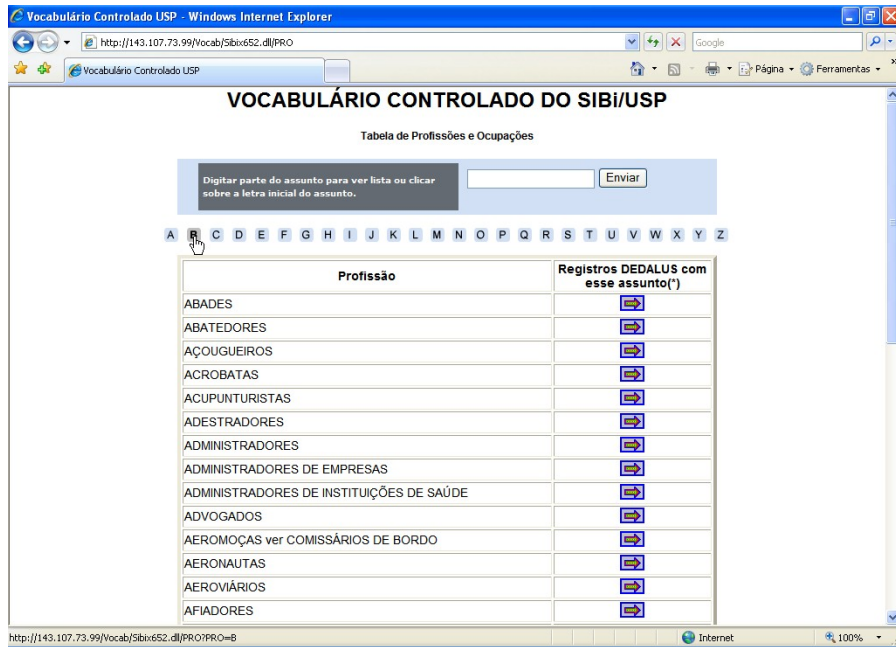 Vocabulário Controlado USP - Windows Internet Explorer
http://143.107.73.99/Vocab/Sibix652.dll/PRO
Google
Vocabulário Controlado USP
Página
Ferramentas
VOCABULÁRIO CONTROLADO DO SIBi/USP
Tabela de Profissões e Ocupações
Digitar parte do assunto para ver lista ou clicar
sobre a letra inicial do assunto.
Enviar
A B C D E F G H I J K L M N O P Q R S T U V W X Y Z
Profissão
Registros DEDALUS com
esse assunto(*)
ABADES
ABATEDORES
AÇOUGUEIROS
ACROBATAS
ACUPUNTURISTAS
ADESTRADORES
ADMINISTRADORES
ADMINISTRADORES DE EMPRESAS
ADMINISTRADORES DE INSTITUIÇÕES DE SAÚDE
ADVOGADOS
AEROMOÇAS ver COMISSÁRIOS DE BORDO
AERONAUTAS
AEROVIÁRIOS
AFIADORES
http://143.107.73.99/Vocab/Sibix652.dll/PRO?PRO=B
Internet
100%